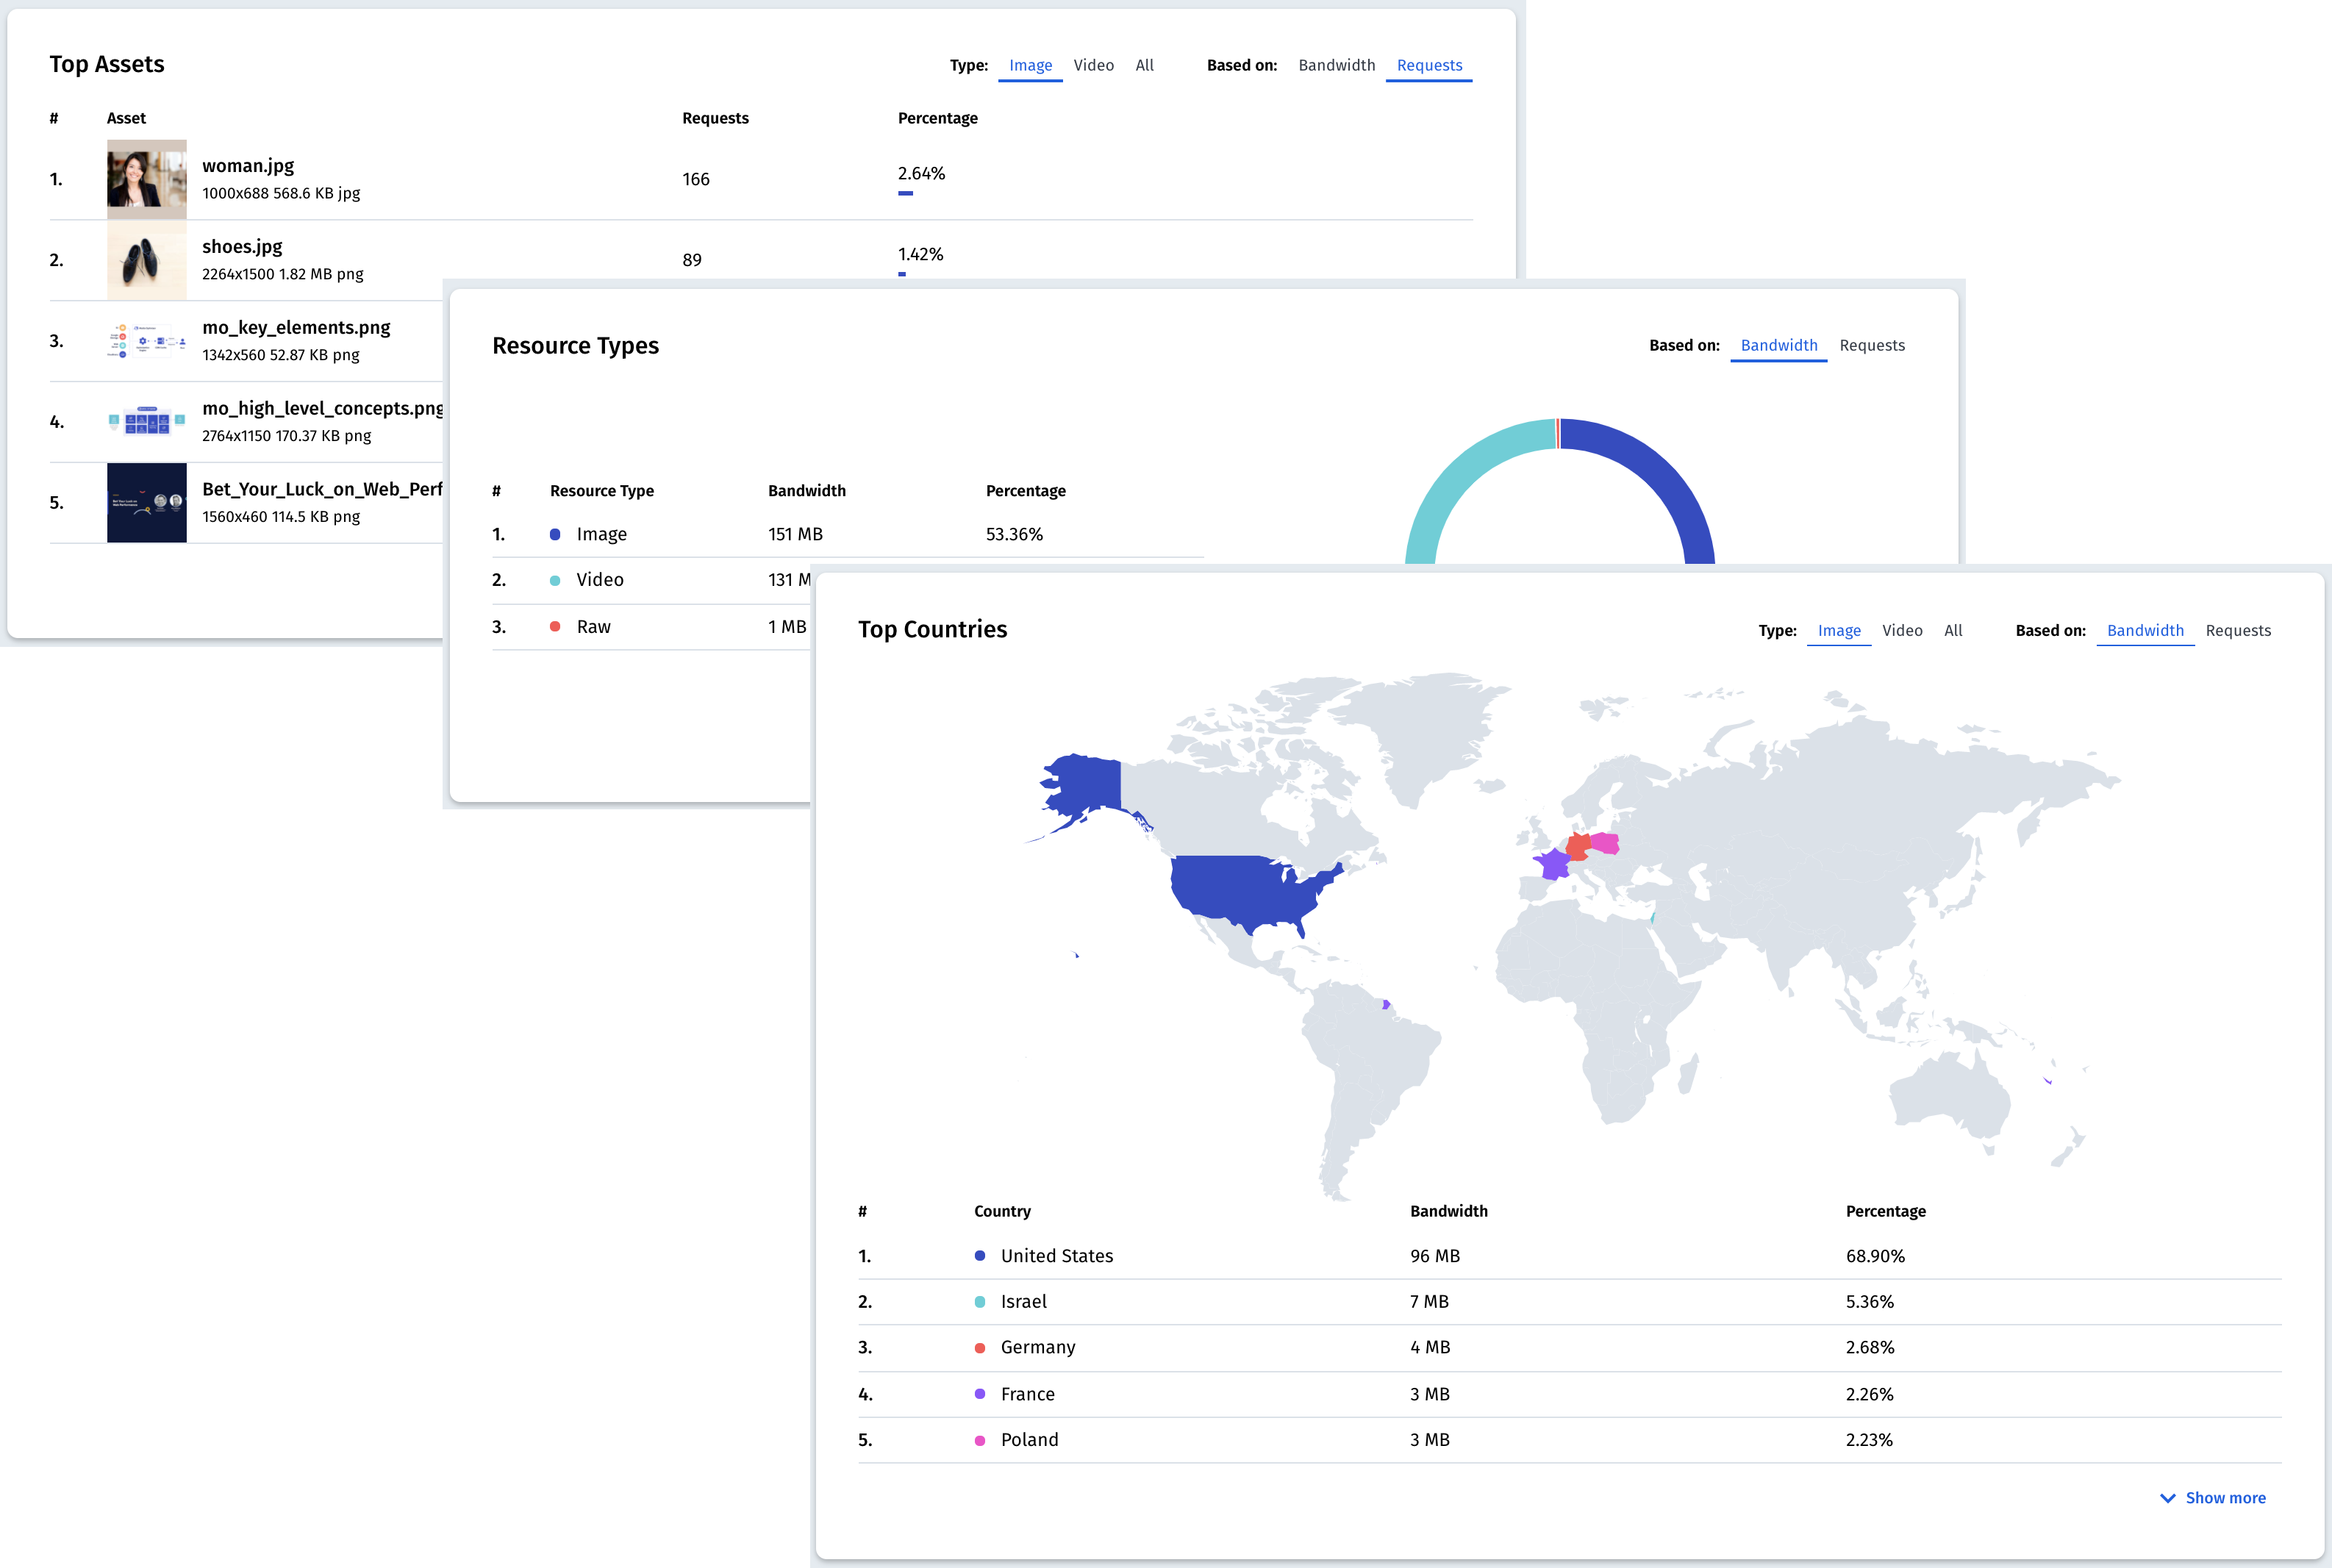 Top Assets
Type: Image Video All Based on: Bandwidth Requests
# Asset Requests Percentage
1. woman.jpg 166 2.64%
1000x688 568.6 KB jpg
2. shoes.jpg 89 1.42%
2264x1500 1.82 MB png
3. mo_key_elements.png
1342x560 52.87 KB png
4. mo_high_level_concepts.png
2764x1150 170.37 KB png
5. Bet_Your_Luck_on_Web_Perf
1560x460 114.5 KB png
Resource Types
Based on: Bandwidth Requests
# Resource Type Bandwidth Percentage
1. Image 151 MB 53.36%
2. Video 131 M
3. Raw 1 MB
Top Countries
Type: Image Video All Based on: Bandwidth Requests
# Country Bandwidth Percentage
1. United States 96 MB 68.90%
2. Israel 7 MB 5.36%
3. Germany 4 MB 2.68%
4. France 3 MB 2.26%
5. Poland 3 MB 2.23%
Show more